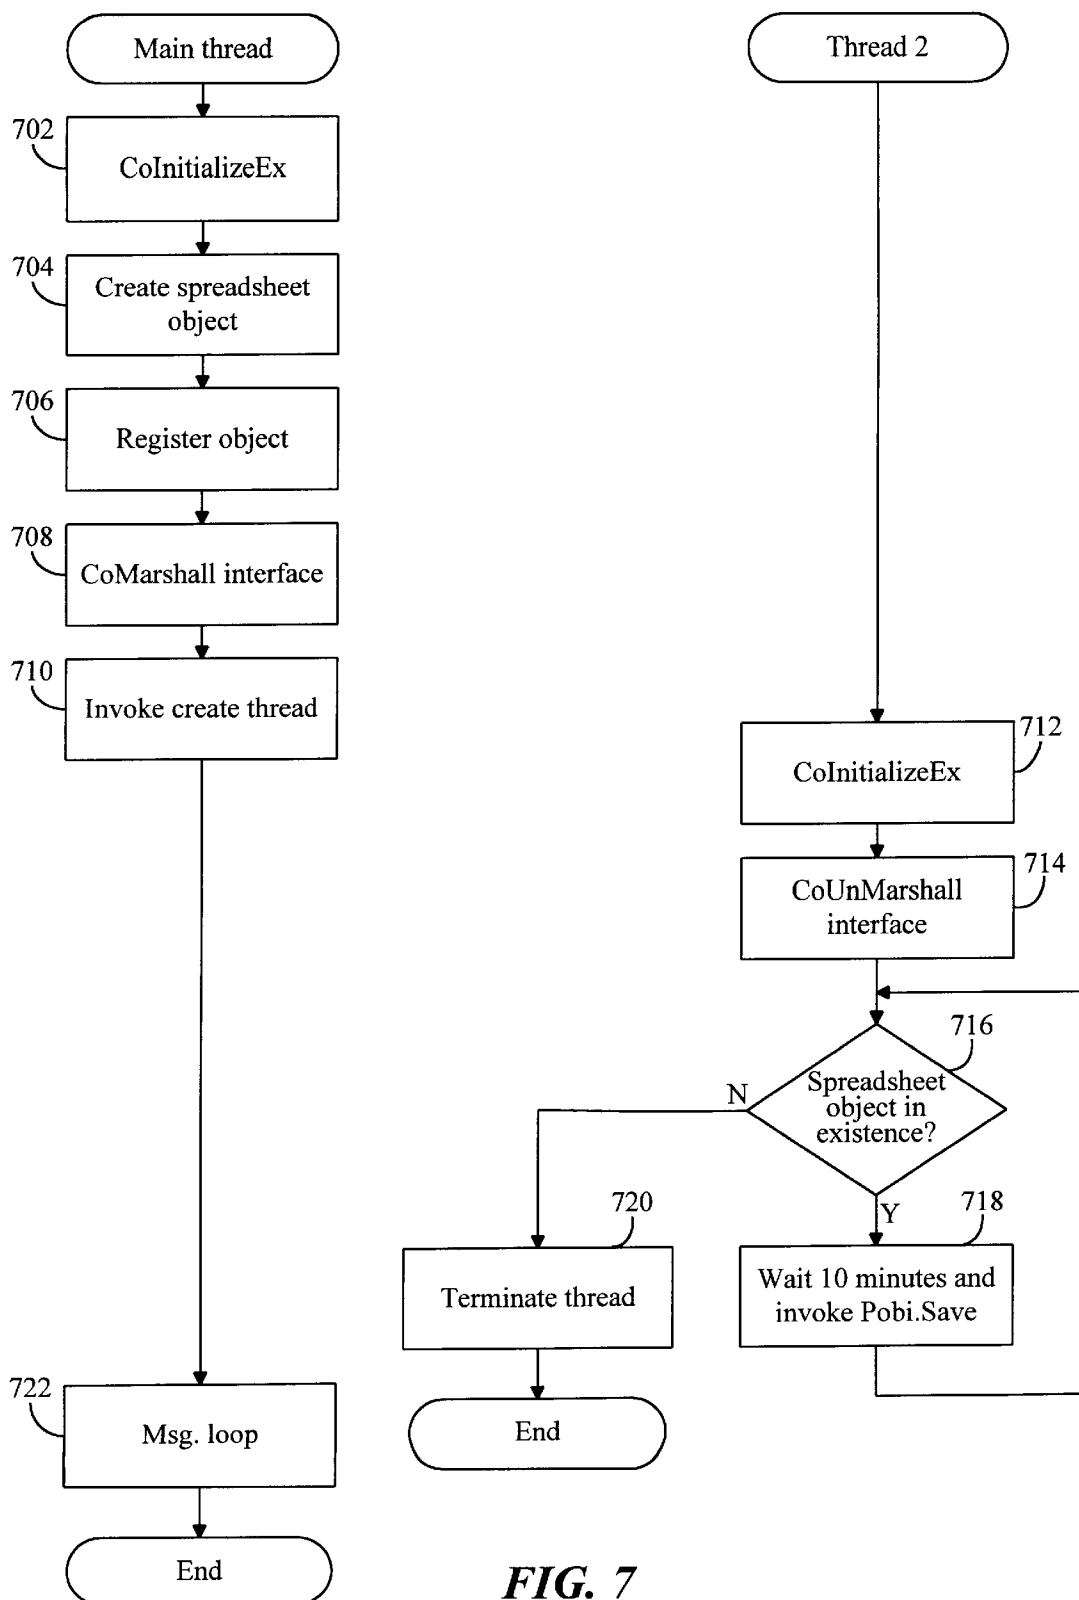 Main thread
702
CoInitializeEx
704
Create spreadsheet
object
706
Register object
708
CoMarshall interface
710
Invoke create thread
722
Msg. loop
End
Thread 2
712
CoInitializeEx
714
CoUnMarshall
interface
716
Spreadsheet
object in
existence?
N
Y
720
Terminate thread
End
718
Wait 10 minutes and
invoke Pobi.Save
FIG. 7